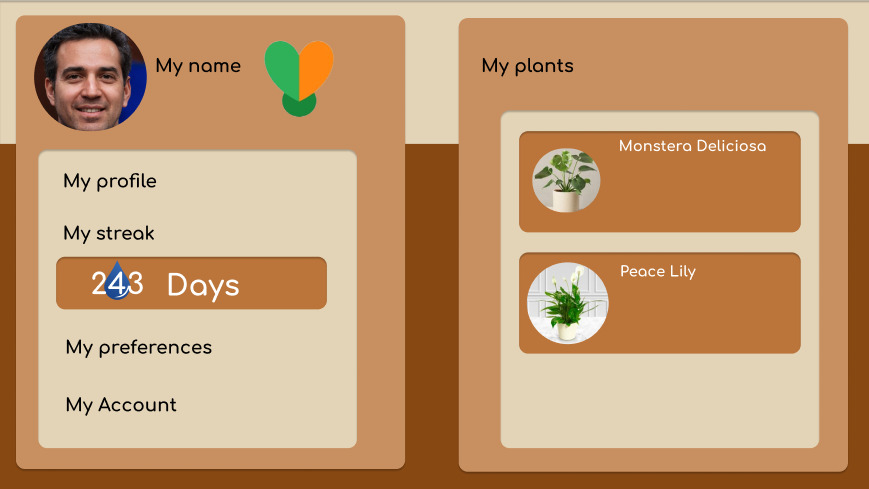 My name
My profile
My streak
243 Days
My preferences
My Account
My plants
Monstera Deliciosa
Peace Lily